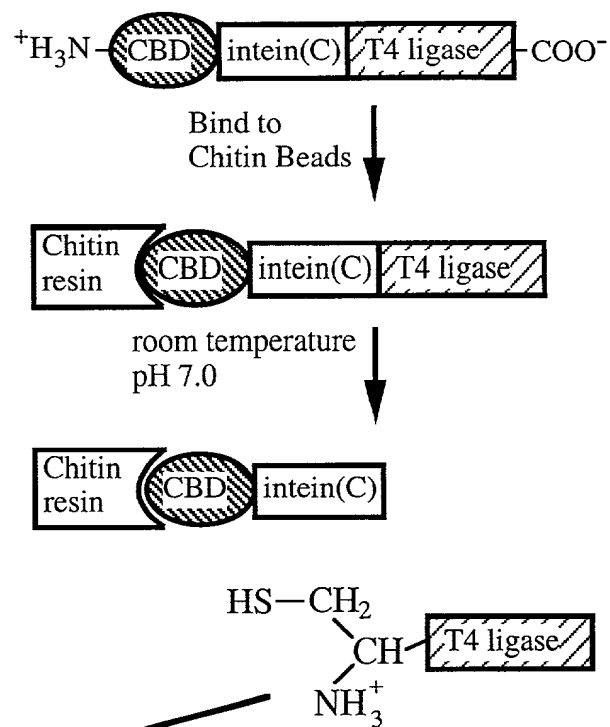 ⁺H₃N CBD intein(C) T4 ligase COO⁻
Bind to
Chitin Beads
Chitin
resin
CBD intein(C) T4 ligase
room temperature
pH 7.0
Chitin
resin
CBD intein(C)
HS—CH₂
CH T4 ligase
NH₃⁺